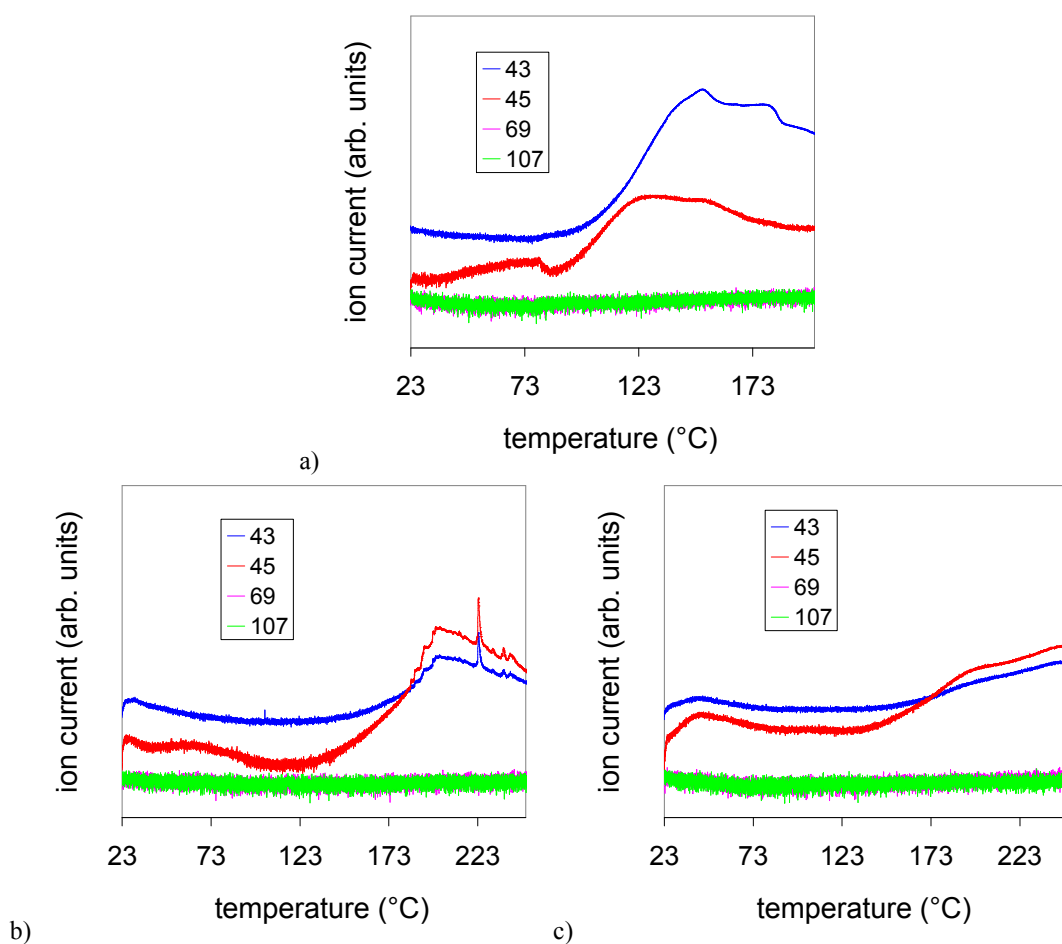 ion current (arb. units)
43
45
69
107
23 73 123 173
temperature (°C)
a)
ion current (arb. units)
43
45
69
107
23 73 123 173 223
temperature (°C)
b)
ion current (arb. units)
43
45
69
107
23 73 123 173 223
temperature (°C)
c)